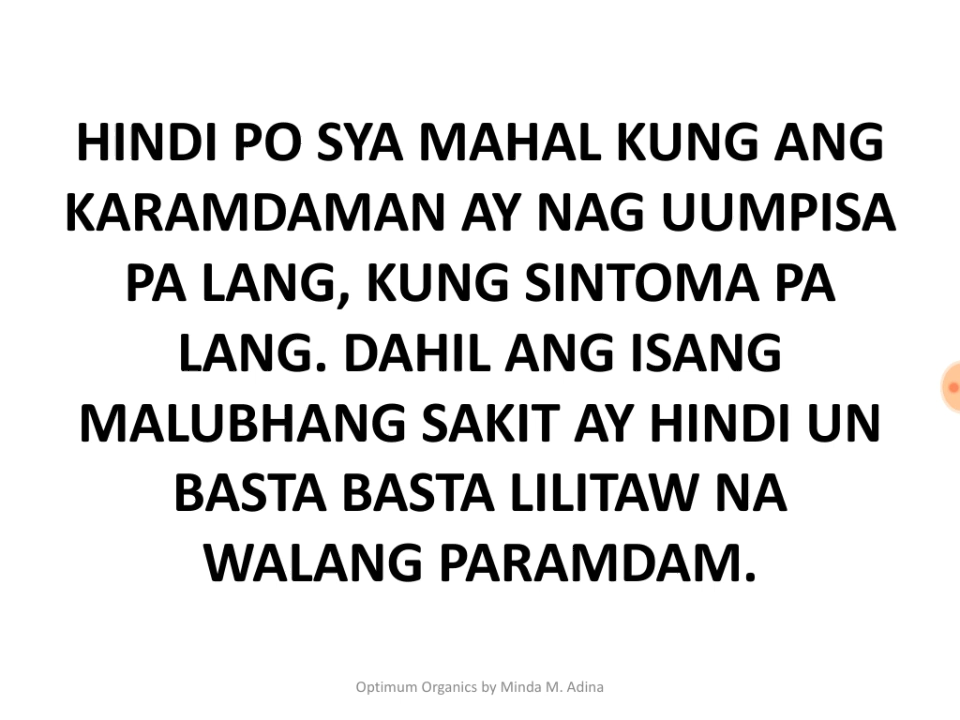 HINDI PO SYA MAHAL KUNG ANG
KARAMDAMAN AY NAG UUMPISA
PA LANG, KUNG SINTOMA PA
LANG. DAHIL ANG ISANG
MALUBHANG SAKIT AY HINDI UN
BASTA BASTA LILITAW NA
WALANG PARAMDAM.
Optimum Organics by Minda M. Adina